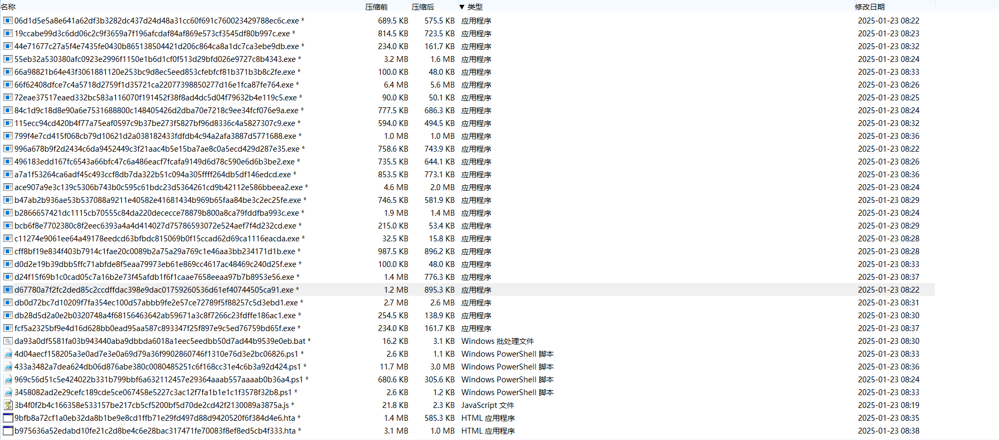 名称 压缩前 压缩后 ▼ 类型 修改日期
06d1d5e5a8e641a62df3b3282dc437d24d48a31cc60f691c760023429788ec6c.exe * 689.5 KB 575.5 KB 应用程序 2025-01-23 08:22
19ccabe99d3c6dd06c2c9f3659a7f196afcdaf84af869e573cf3545df80b997c.exe * 814.5 KB 723.5 KB 应用程序 2025-01-23 08:23
44e71677c27a5f4e7435fe0430b865138504421d206c864ca8a1dc7ca3ebe9db.exe * 234.0 KB 161.7 KB 应用程序 2025-01-23 08:32
55eb32a530380afc0923e2996f1150e1b6d1cf0f513d29bfd026e9727c8b4343.exe * 3.2 MB 1.6 MB 应用程序 2025-01-23 08:24
66a98821b64e43f3061881120e253bc9d8ec5eed853cfebfcf81b371b3b8c2fe.exe * 100.0 KB 48.0 KB 应用程序 2025-01-23 08:33
66f62408dfce7c4a5718d2759f1d35721ca22077398850277d16e1fca87fe764.exe * 6.4 MB 5.6 MB 应用程序 2025-01-23 08:26
72eae37517eaed332bc583a116070f191452f38f8ad4dc5d04f79632b4e119c5.exe * 90.0 KB 50.1 KB 应用程序 2025-01-23 08:25
84c1d9c18d8e90a6e7531688800c148405426d2dba70e7218c9ee34fcf076e9a.exe * 777.5 KB 686.3 KB 应用程序 2025-01-23 08:24
115ecc94cd420b4f77a75eaf0597c9b37be273f5827bf96d8336c4a5827307c9.exe * 594.0 KB 494.5 KB 应用程序 2025-01-23 08:32
799f4e7cd415f068cb79d10621d2a038182433fdfdb4c94a2afa3887d5771688.exe * 1.0 MB 1.0 MB 应用程序 2025-01-23 08:36
996a678b9f2d2434c6da9452449c3f21aac4b5e15ba7ae8c0a5ecd429d287e35.exe * 758.6 KB 743.9 KB 应用程序 2025-01-23 08:22
496183edd167fc6543a66bfc47c6a486eacf7fcafa9149d6d78c590e6d6b3be2.exe * 735.5 KB 644.1 KB 应用程序 2025-01-23 08:26
a7a1f53264ca6adf45c493ccf8db7da322b51c094a305ffff264db5df146edcd.exe * 853.5 KB 773.1 KB 应用程序 2025-01-23 08:36
ace907a9e3c139c5306b743b0c595c61bdc23d5364261cd9b42112e586bbeea2.exe * 4.6 MB 2.0 MB 应用程序 2025-01-23 08:24
b47ab2b936ae53b537088a9211e40582e41681434b969b65faa84be3c2ec25fe.exe * 746.5 KB 581.9 KB 应用程序 2025-01-23 08:29
b2866657421dc1115cb70555c84da220dececce78879b800a8ca79fddfba993c.exe * 1.9 MB 1.4 MB 应用程序 2025-01-23 08:24
bcb6f8e7702380c8f2eec6393a4a4d414027d75786593072e524aef7f4d232cd.exe * 215.0 KB 53.4 KB 应用程序 2025-01-23 08:29
c11274e9061ee64a49178eedcd63bfbdc815069b0f15ccad62d69ca1116eacda.exe * 32.5 KB 15.8 KB 应用程序 2025-01-23 08:28
cff8bf19e834f403b7914c1fae20c0089b2a75a29a769c1e46aa3bb234171d1b.exe * 987.5 KB 896.2 KB 应用程序 2025-01-23 08:28
d0d2e19b39dbb5ffc71abfde8f5eaa79973eb61e869cc4617ac48469c240d25f.exe * 100.0 KB 48.0 KB 应用程序 2025-01-23 08:33
d24f15f69b1c0cad05c7a16b2e73f45afdb1f6f1caae7658eeaa97b7b8953e56.exe * 1.4 MB 776.3 KB 应用程序 2025-01-23 08:37
d67780a7f2fc2ded85c2ccdffdac398e9dac01759260536d61ef40744505ca91.exe * 1.2 MB 895.3 KB 应用程序 2025-01-23 08:22
db0d72bc7d10209f7fa354ec100d57abbb9fe2e57ce72789f5f88257c5d3ebd1.exe * 2.7 MB 2.6 MB 应用程序 2025-01-23 08:31
db28d5d2a0e2b0320748a4f68156463642ab59671a3c8f7266c23fdffe186ac1.exe * 254.5 KB 138.9 KB 应用程序 2025-01-23 08:30
fcf5a2325bf9e4d16d628bb0ead95aa587c893347f25f897e9c5ed76759bd65f.exe * 234.0 KB 161.7 KB 应用程序 2025-01-23 08:37
da93a0df5581fa03b943440aba9dbbda6018a1eec5eedbb50d7ad44b9539e0eb.bat * 16.2 KB 3.1 KB Windows 批处理文件 2025-01-23 08:30
4d04aecf158205a3e0ad7e3e0a69d79a36f9902860746f1310e76d3e2bc06826.ps1 * 2.6 KB 1.1 KB Windows PowerShell 脚本 2025-01-23 08:33
433a3482a7dea624db06d876abe380c0080485251c6f168cc31e4c6b3a92d424.ps1 * 11.7 MB 3.0 MB Windows PowerShell 脚本 2025-01-23 08:36
969c56d51c5e424022b331b799bbf6a632112457e29364aaab557aaaab0b36a4.ps1 * 680.6 KB 305.6 KB Windows PowerShell 脚本 2025-01-23 08:24
3458082ad2e29cefc189cde5ce067458e5227c3ac12f7fa1b1e1c1f3578f32b8.ps1 * 2.6 KB 1.2 KB Windows PowerShell 脚本 2025-01-23 08:33
3b4f0f2b4c166358e533157be217cb5cf5200bf5d70de2cd42f2130089a3875a.js * 21.8 KB 2.3 KB JavaScript 文件 2025-01-23 08:19
9bfb8a72cf1a0eb32da8b1be9e8cd1ffb71e29fd497d88d9420520f6f384d4e6.hta * 1.4 MB 585.3 KB HTML 应用程序 2025-01-23 08:35
b975636a52edabd10fe21c2d8be4c6e28bac317471fe70083f8ef8ed5cb4f333.hta * 3.1 MB 1.0 MB HTML 应用程序 2025-01-23 08:38